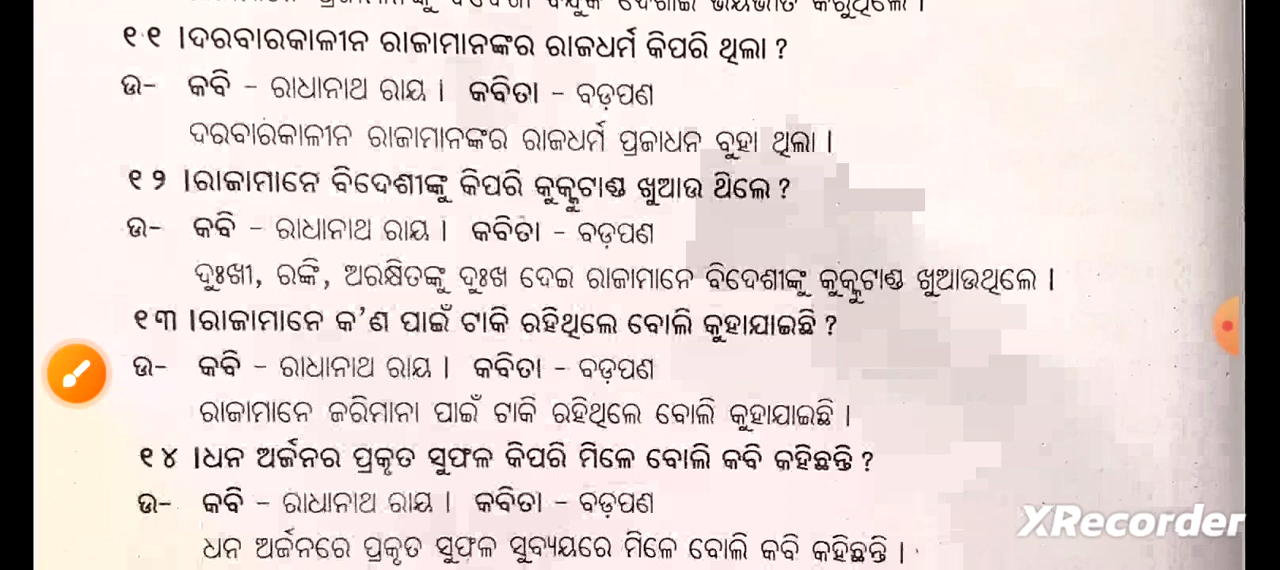 ୧୧ ।ଦରବାରକାଳୀନ ରାଜାମାନଙ୍କର ରାଜଧର୍ମ କିପରି ଥିଲା ?
ଉ- କବି - ରାଧାନାଥ ରାୟ । କବିତା - ବଡ଼ପଣ
ଦରବାରକାଳୀନ ରାଜାମାନଙ୍କର ରାଜଧର୍ମ ପ୍ରଜାଧନ ବୁହା ଥିଲା ।
୧୨ ।ରାଜାମାନେ ବିଦେଶୀଙ୍କୁ କିପରି କୁକ୍କୁଟାଣ୍ଡ ଖୁଆଉ ଥିଲେ ?
ଉ- କବି - ରାଧାନାଥ ରାୟ । କବିତା - ବଡ଼ପଣ
ଦୁଃଖୀ, ରଙ୍କି, ଅରକ୍ଷିତଙ୍କୁ ଦୁଃଖ ଦେଇ ରାଜାମାନେ ବିଦେଶୀଙ୍କୁ କୁକ୍କୁଟାଣ୍ଡ ଖୁଆଉଥିଲେ ।
୧୩ ।ରାଜାମାନେ କ'ଣ ପାଇଁ ଟାକି ରହିଥିଲେ ବୋଲି କୁହାଯାଇଛି ?
ଉ- କବି - ରାଧାନାଥ ରାୟ । କବିତା - ବଡ଼ପଣ
ରାଜାମାନେ ଜରିମାନା ପାଇଁ ଟାକି ରହିଥିଲେ ବୋଲି କୁହାଯାଇଛି ।
୧୪ ।ଧନ ଅର୍ଜନର ପ୍ରକୃତ ସୁଫଳ କିପରି ମିଳେ ବୋଲି କବି କହିଛନ୍ତି ?
ଉ- କବି - ରାଧାନାଥ ରାୟ । କବିତା - ବଡ଼ପଣ
ଧନ ଅର୍ଜନରେ ପ୍ରକୃତ ସୁଫଳ ସୁବ୍ୟୟରେ ମିଳେ ବୋଲି କବି କହିଛନ୍ତି ।
XRecorder